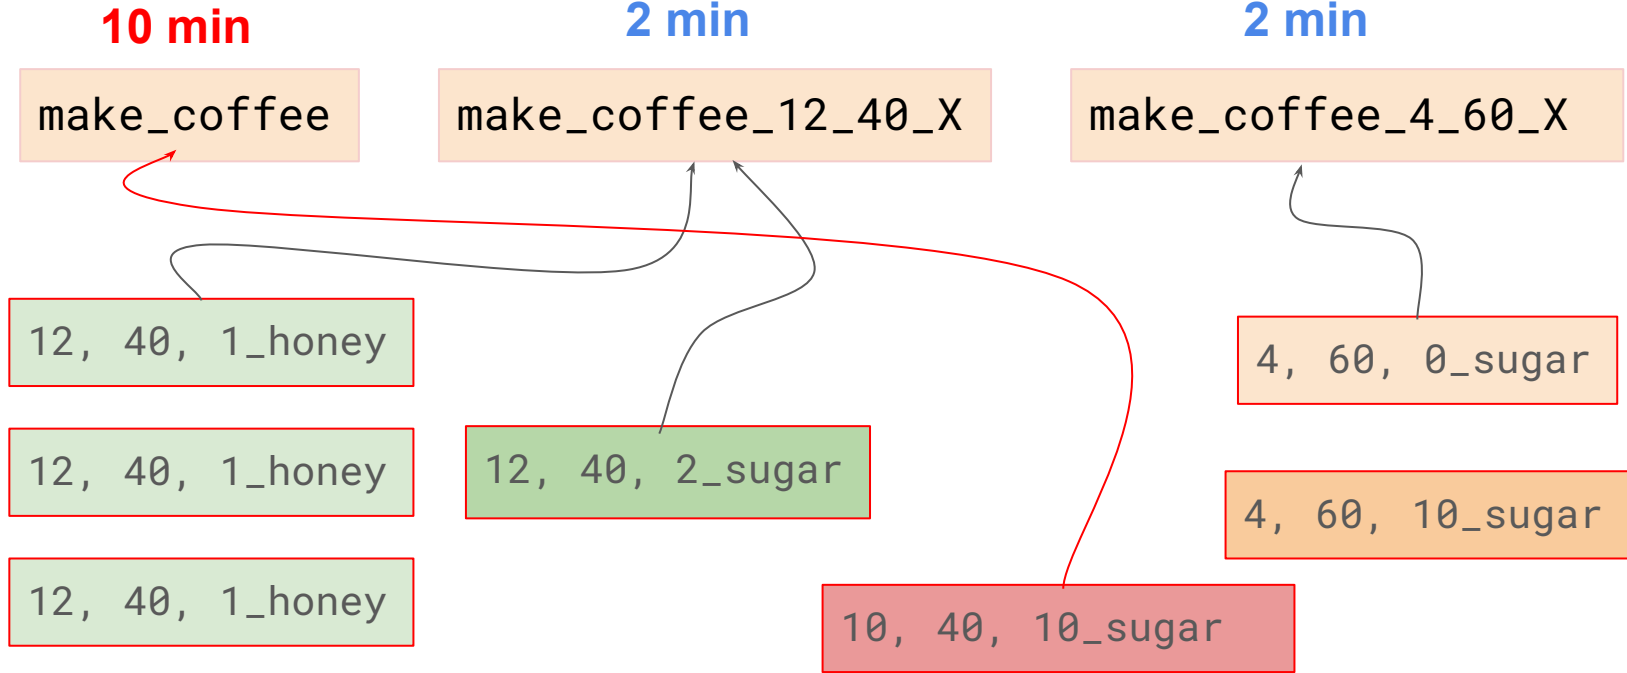 10 min
2 min
2 min
make_coffee
make_coffee_12_40_X
make_coffee_4_60_X
12, 40, 1_honey
4, 60, 0_sugar
12, 40, 1_honey
12, 40, 2_sugar
4, 60, 10_sugar
12, 40, 1_honey
10, 40, 10_sugar